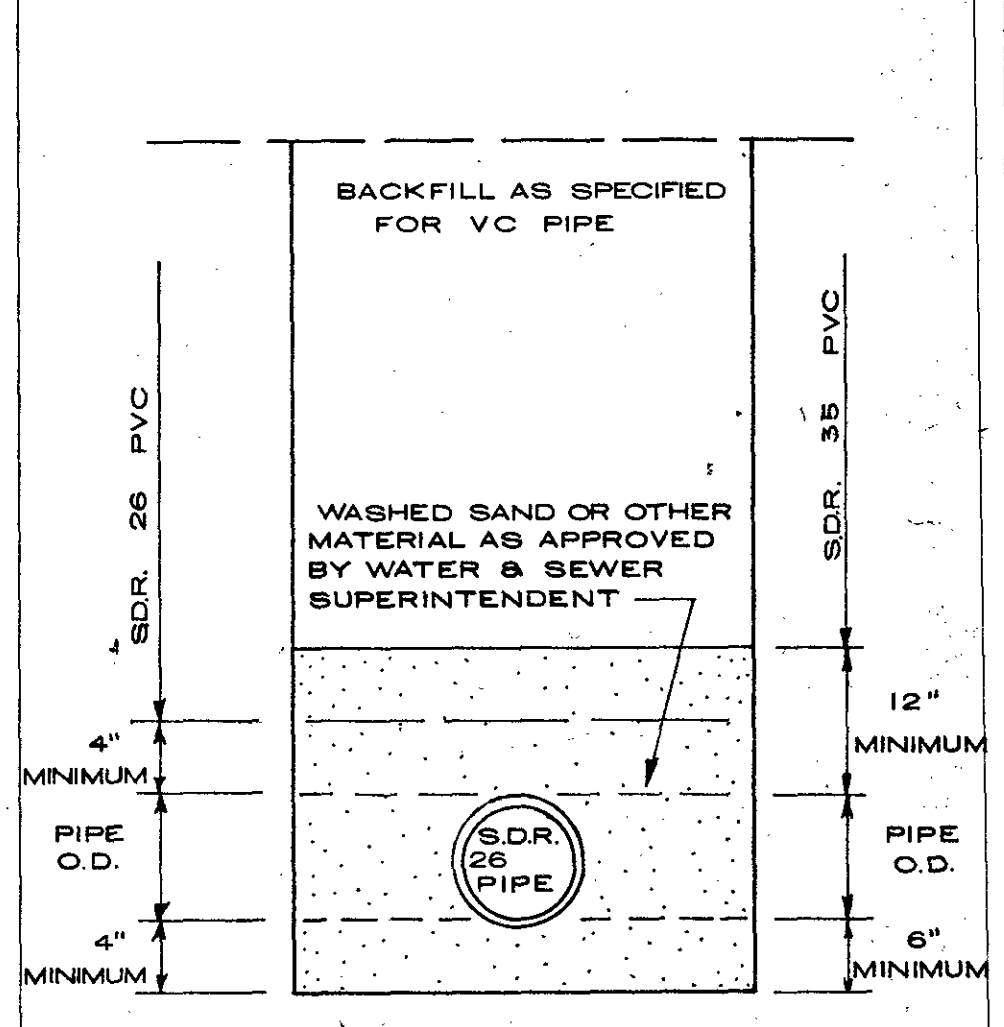 BACKFILL AS SPECIFIED
FOR VC PIPE
S.D.R. 26 PVC
S.D.R. 35 PVC
WASHED SAND OR OTHER
MATERIAL AS APPROVED
BY WATER & SEWER
SUPERINTENDENT
4"
MINIMUM
12"
MINIMUM
PIPE
O.D.
S.D.R.
26
PIPE
PIPE
O.D.
4"
MINIMUM
6"
MINIMUM